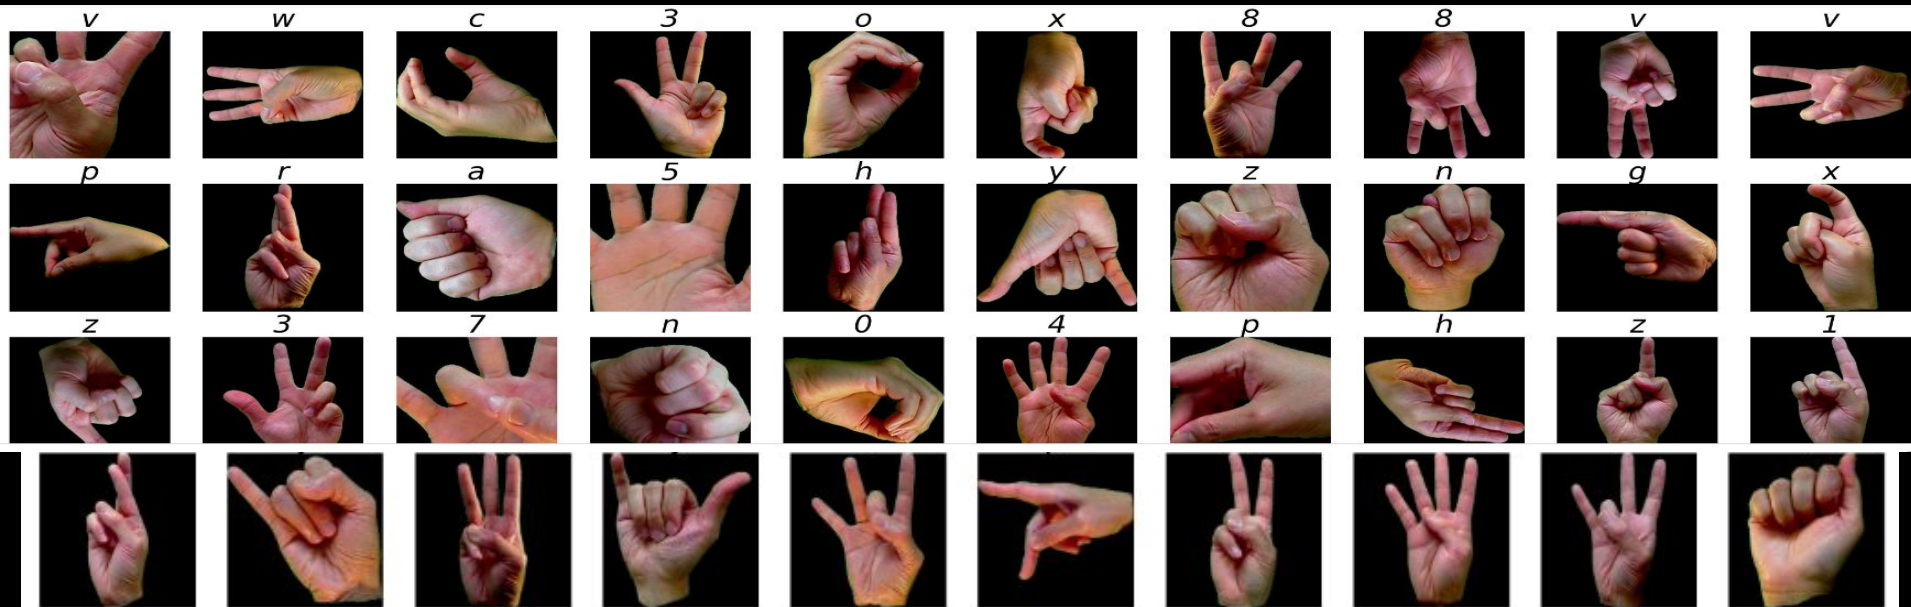 v w c 3 o x 8 8 v v
p r a 5 h y z n g x
z 3 7 n 0 4 p h z 1